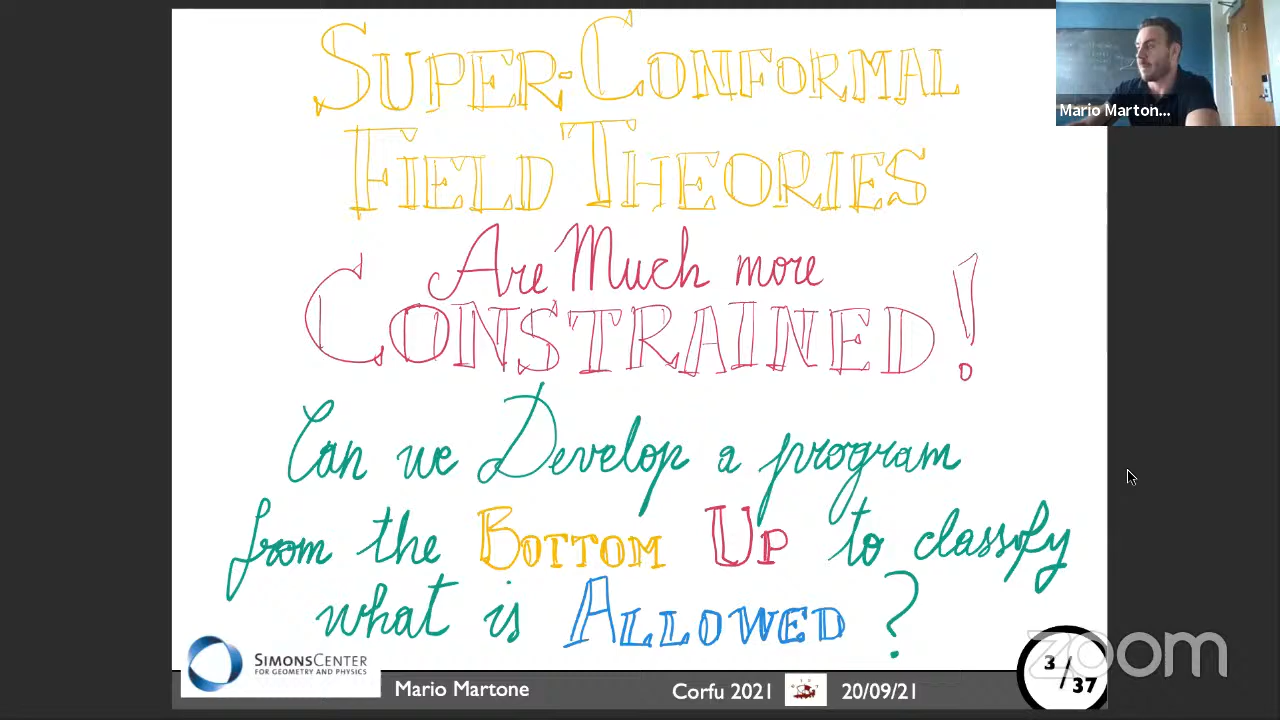 SUPER-CONFORMAL
FIELD THEORIES
Are Much more
CONSTRAINED!
Can we Develop a program
from the BOTTOM UP to classify
what is ALLOWED?
SIMONS CENTER
FOR GEOMETRY AND PHYSICS
Mario Martone
Corfu 2021
20/09/21
3/37
zoom
Mario Marton...